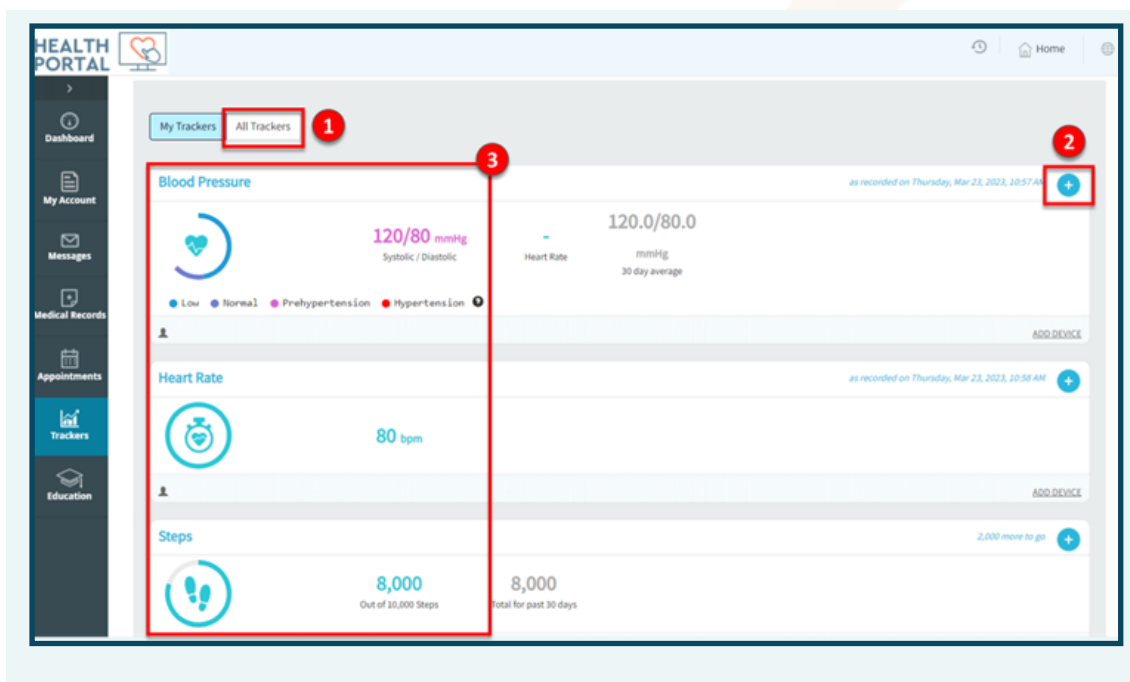 HEALTH
PORTAL
Home
>
Dashboard
My Account
Messages
Medical Records
Appointments
Trackers
Education
My Trackers All Trackers 1
2
3
Blood Pressure as recorded on Thursday, Mar 23, 2023, 10:57 AM +
120/80 mmHg - 120.0/80.0
Systolic / Diastolic Heart Rate mmHg
30 day average
Low Normal Prehypertension Hypertension ?
ADD DEVICE
Heart Rate as recorded on Thursday, Mar 23, 2023, 10:58 AM +
80 bpm
ADD DEVICE
Steps 2,000 more to go +
8,000 8,000
Out of 10,000 Steps Total for past 30 days